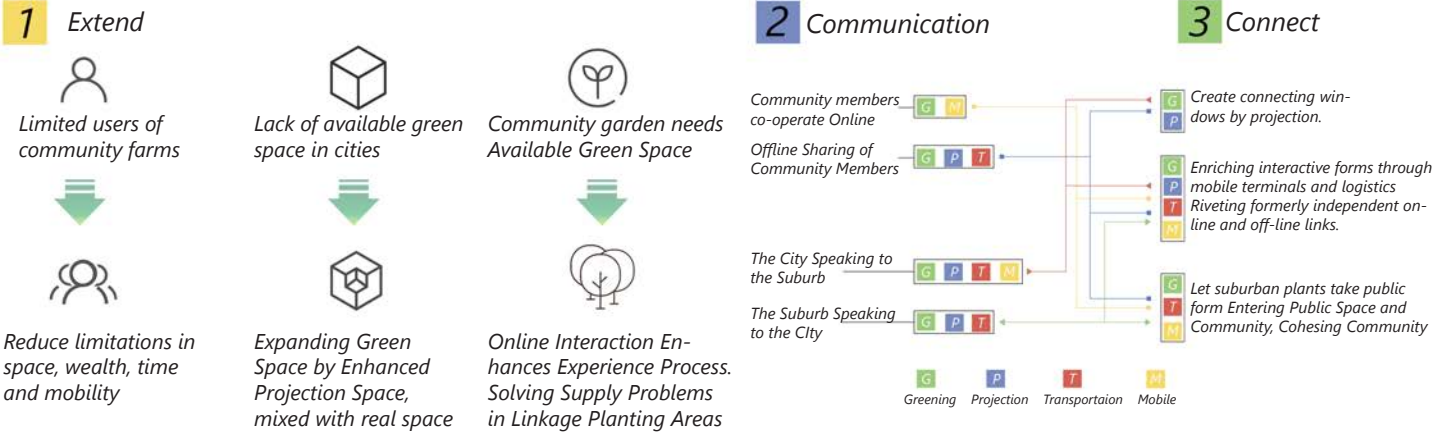 1 Extend
Limited users of
community farms
Reduce limitations in
space, wealth, time
and mobility
Lack of available green
space in cities
Expanding Green
Space by Enhanced
Projection Space,
mixed with real space
Community garden needs
Available Green Space
Online Interaction En-
hances Experience Process.
Solving Supply Problems
in Linkage Planting Areas
2 Communication
Community members
co-operate Online
G M
Offline Sharing of
Community Members
G P T
The City Speaking to
the Suburb
G P T M
The Suburb Speaking
to the CIty
G P T
3 Connect
G
P
Create connecting win-
dows by projection.
G
P
T
M
Enriching interactive forms through
mobile terminals and logistics
Riveting formerly independent on-
line and off-line links.
G
T
M
Let suburban plants take public
form Entering Public Space and
Community, Cohesing Community
G P T M
Greening Projection Transportaion Mobile